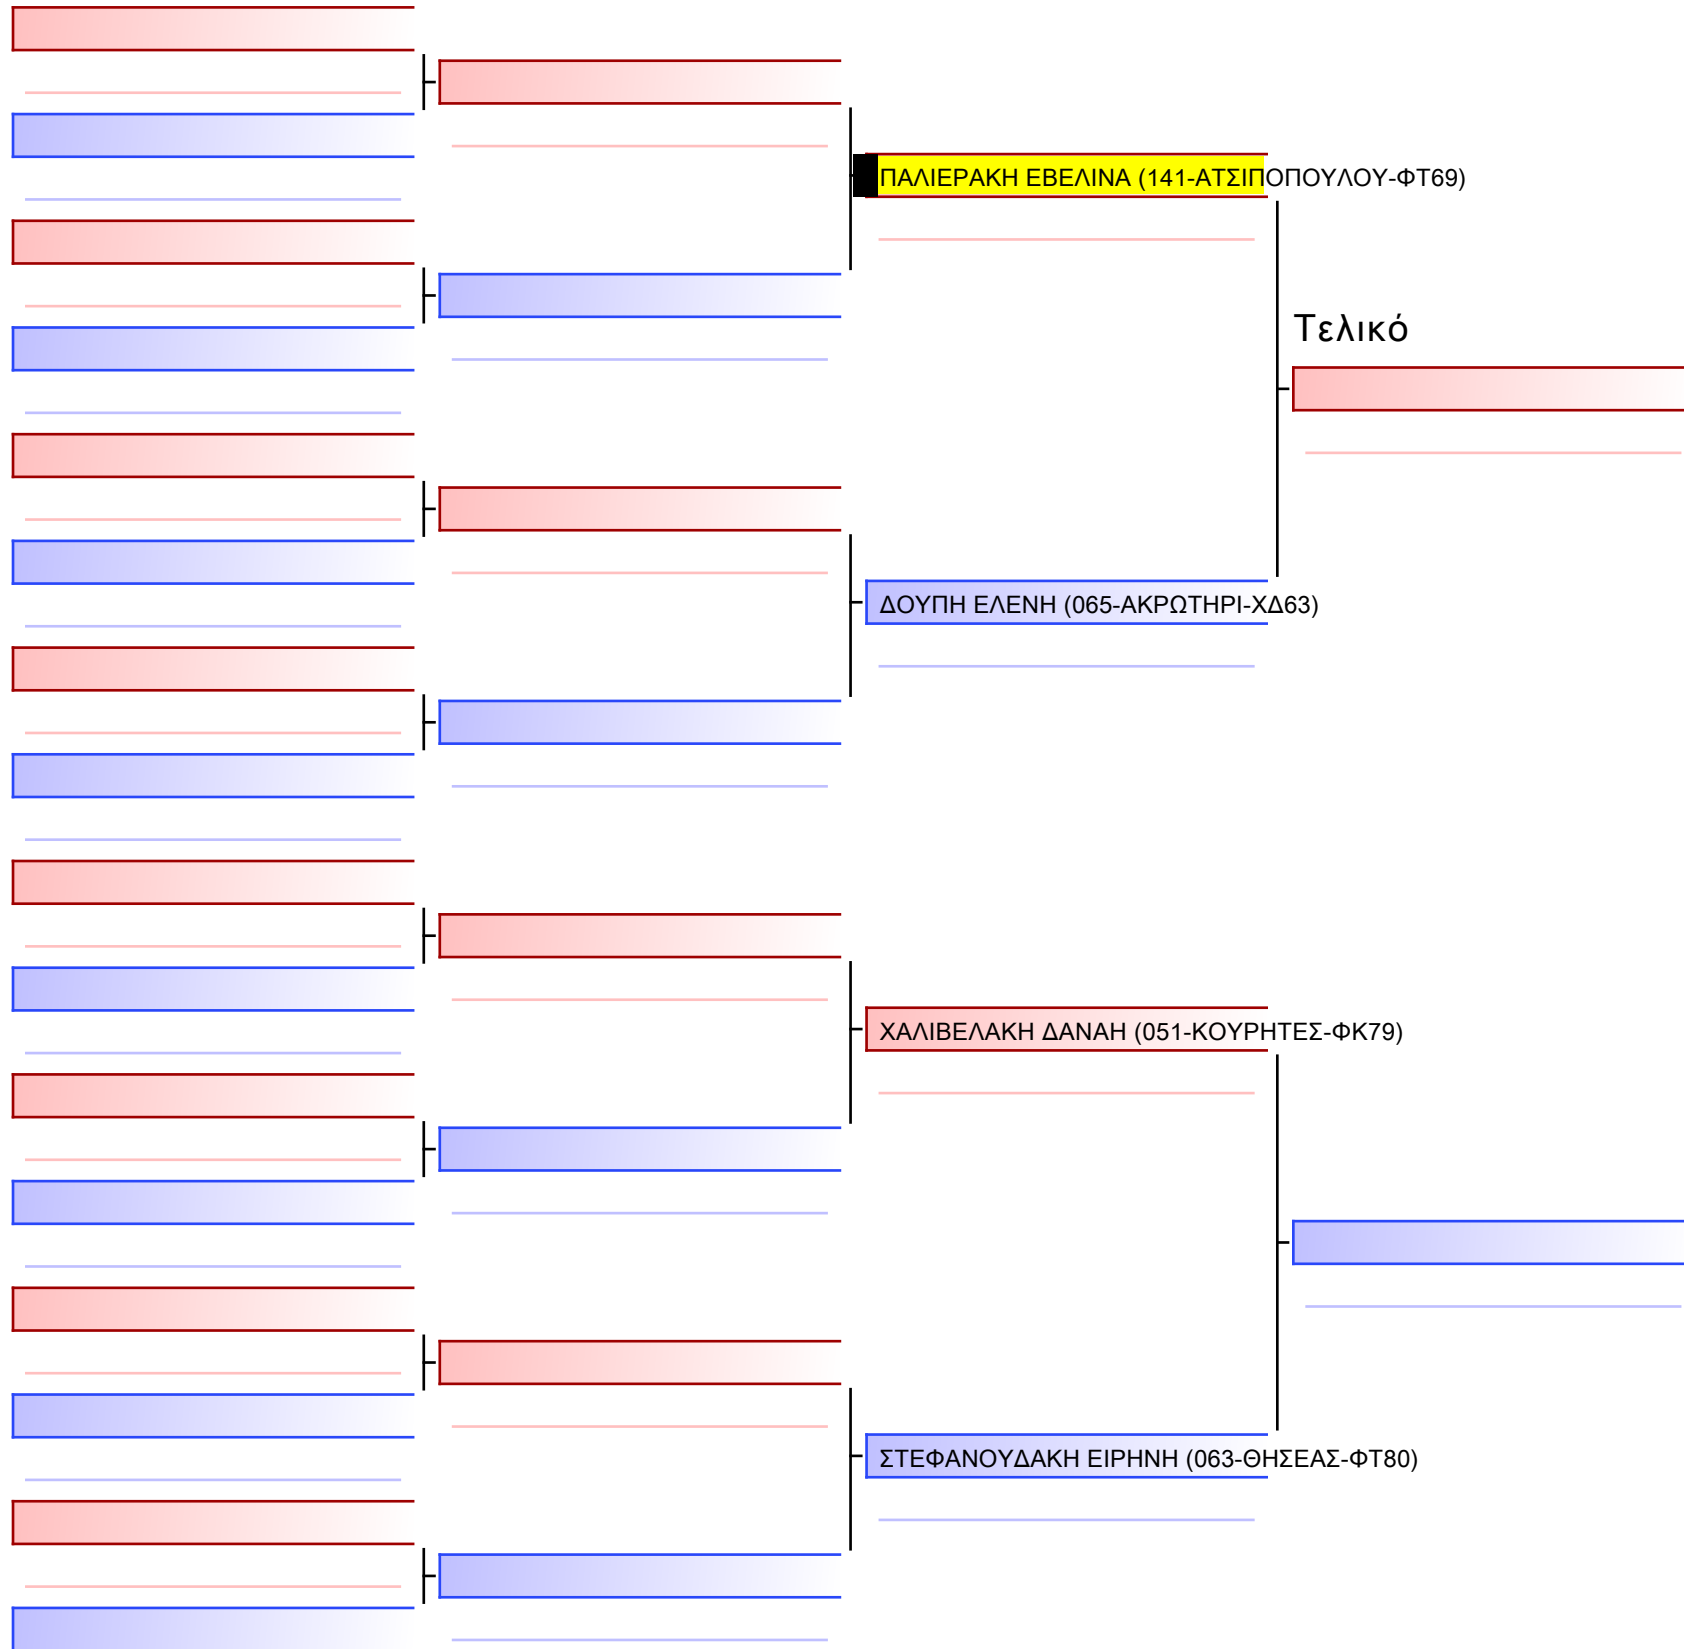 ΠΑΛΙΕΡΑΚΗ ΕΒΕΛΙΝΑ (141-ΑΤΣΙΠΟΠΟΥΛΟΥ-ΦΤ69)
Τελικό
ΔΟΥΠΗ ΕΛΕΝΗ (065-ΑΚΡΩΤΗΡΙ-ΧΔ63)
ΧΑΛΙΒΕΛΑΚΗ ΔΑΝΑΗ (051-ΚΟΥΡΗΤΕΣ-ΦΚ79)
ΣΤΕΦΑΝΟΥΔΑΚΗ ΕΙΡΗΝΗ (063-ΘΗΣΕΑΣ-ΦΤ80)